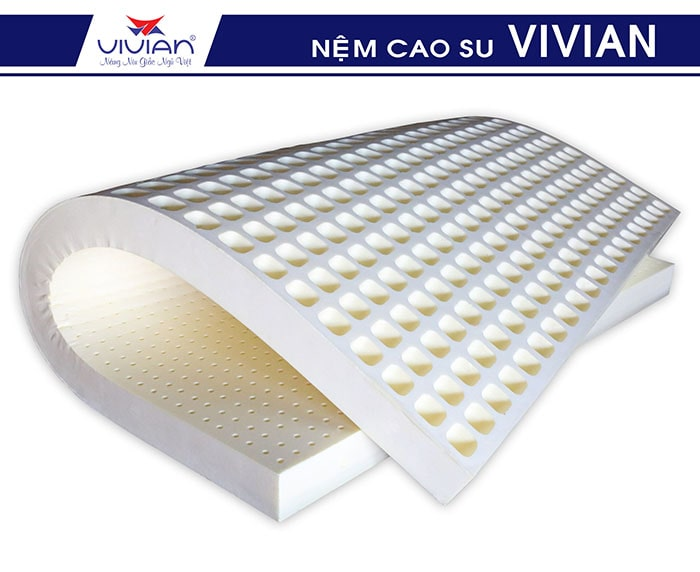 VIVIAN®
Nâng Niu Giấc Ngủ Việt
NỆM CAO SU VIVIAN